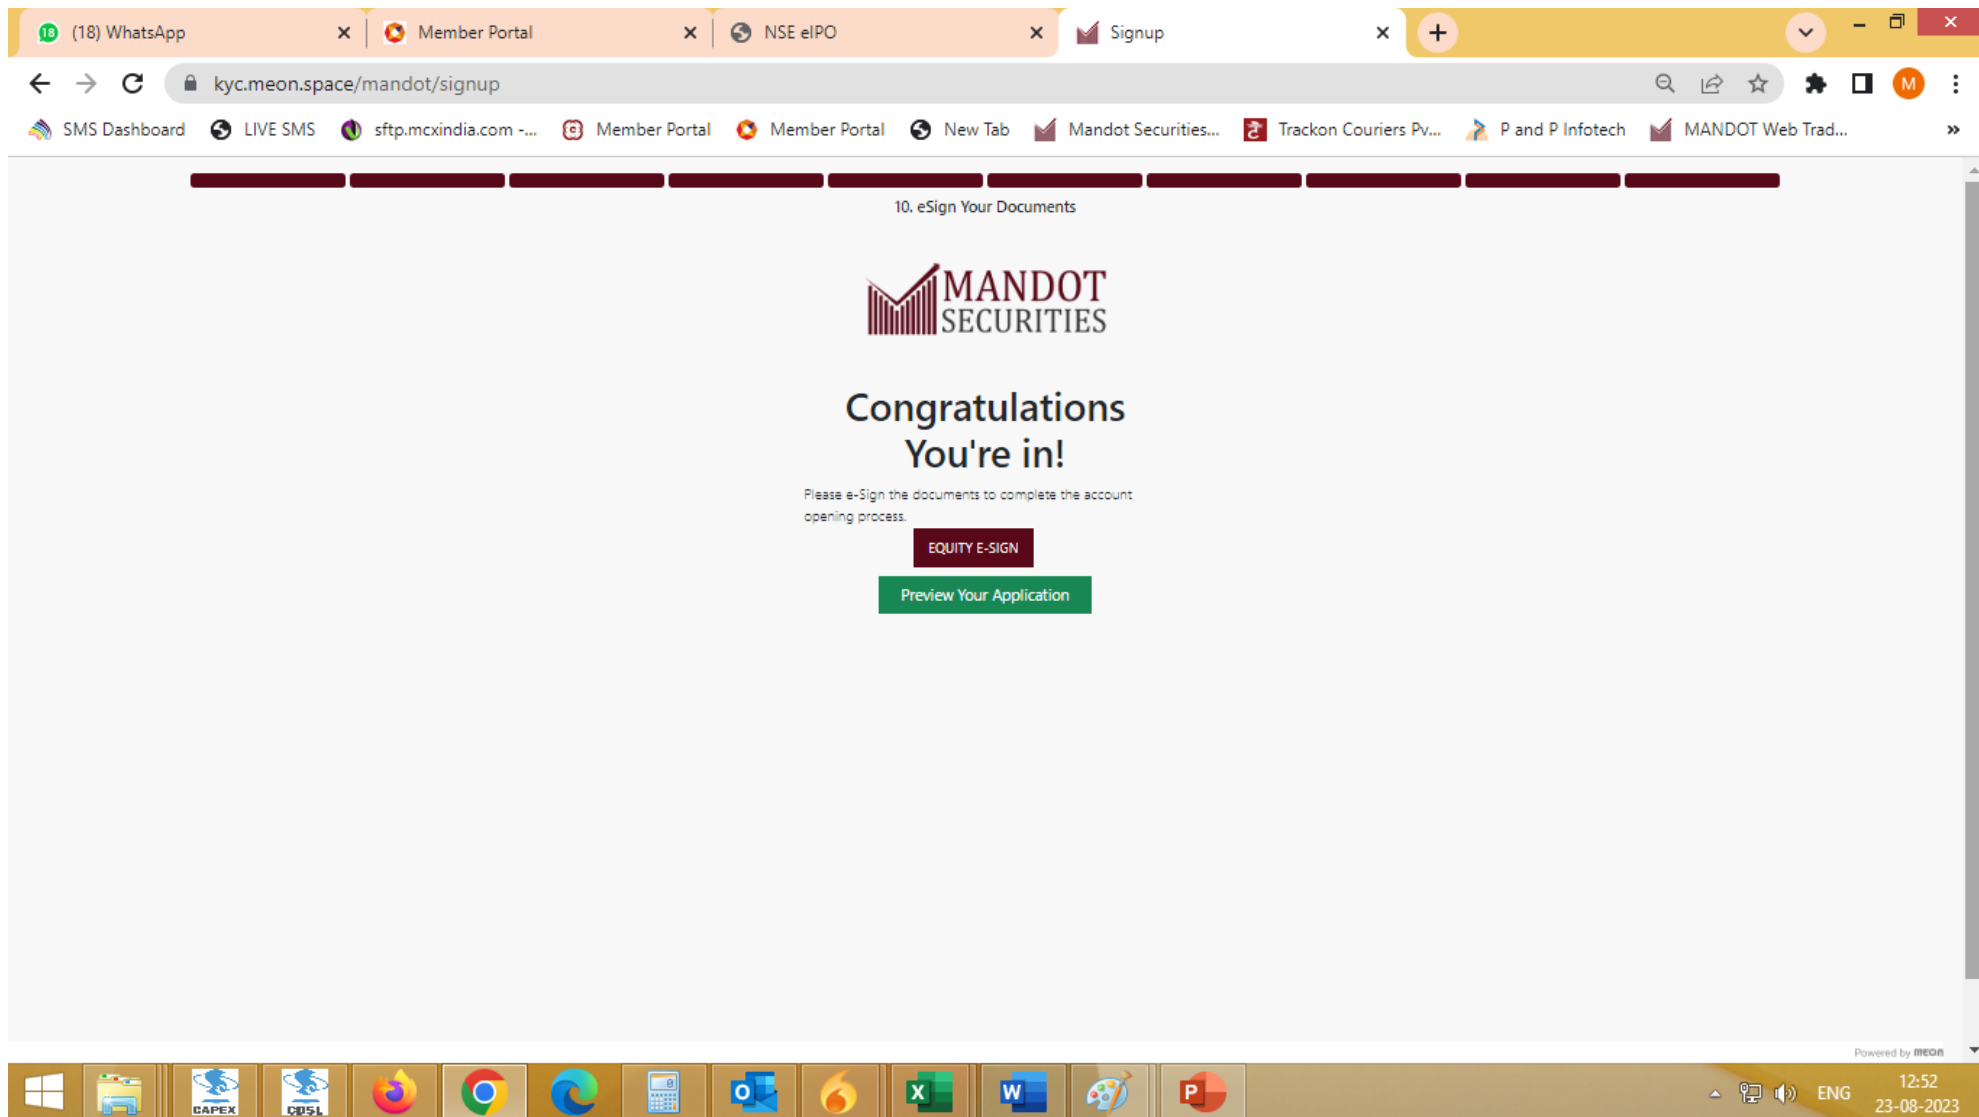 18 (18) WhatsApp
Member Portal
NSE eIPO
Signup
kyc.meon.space/mandot/signup
M
SMS Dashboard
LIVE SMS
sftp.mcxindia.com -...
Member Portal
Member Portal
New Tab
Mandot Securities...
Trackon Couriers Pv...
P and P Infotech
MANDOT Web Trad...
10. eSign Your Documents
MANDOT
SECURITIES
Congratulations
You're in!
Please e-Sign the documents to complete the account
opening process.
EQUITY E-SIGN
Preview Your Application
Powered by meon
CAPEX
CDSL
ENG
12:52
23-08-2023